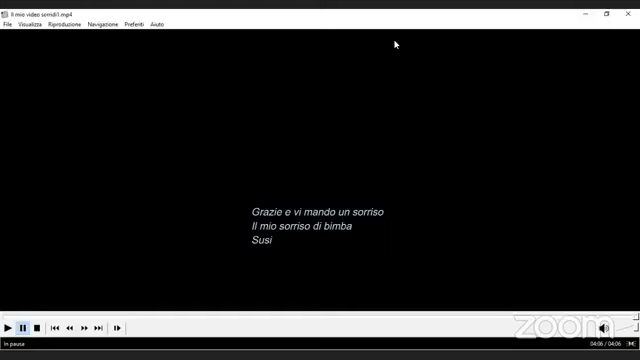 Il mio video sorridi1.mp4
File Visualizza Riproduzione Navigazione Preferiti Aiuto
Grazie e vi mando un sorriso
Il mio sorriso di bimba
Susi
zoom
In pausa
04:06 / 04:06